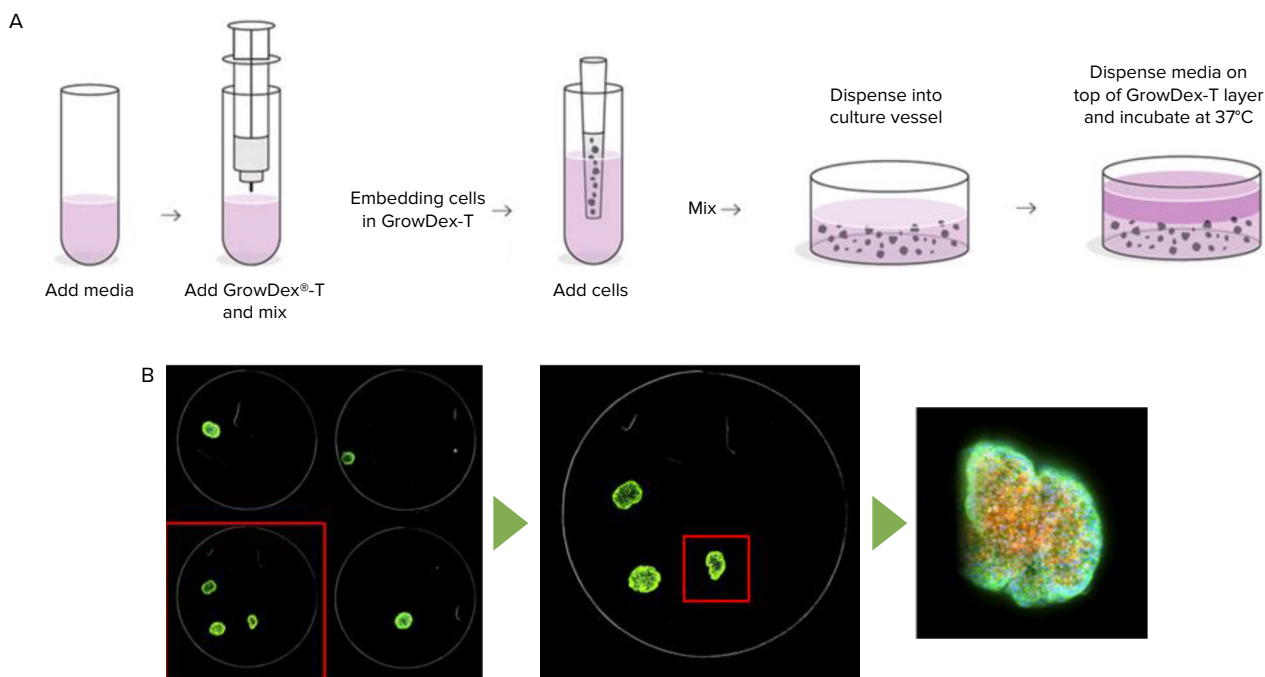 A
Add media
Add GrowDex®-T
and mix
Embedding cells
in GrowDex-T
Add cells
Mix
Dispense into
culture vessel
Dispense media on
top of GrowDex-T layer
and incubate at 37°C
B